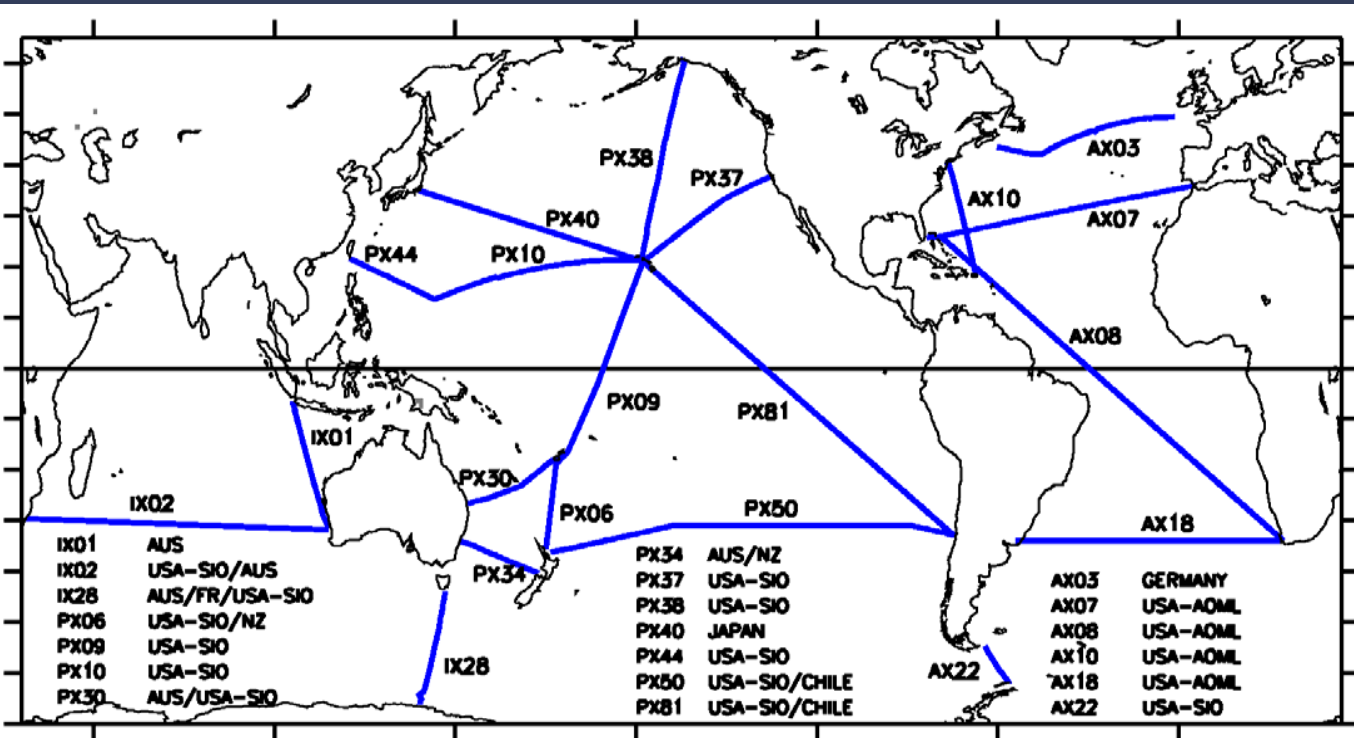 PX38
PX37
AX03
AX10
AX07
PX40
PX44
PX10
AX08
PX09
PX81
IX01
PX30
IX02
PX06
PX50
AX18
PX34
IX28
AX22
IX01 AUS
IX02 USA-SIO/AUS
IX28 AUS/FR/USA-SIO
PX06 USA-SIO/NZ
PX09 USA-SIO
PX10 USA-SIO
PX30 AUS/USA-SIO
PX34 AUS/NZ
PX37 USA-SIO
PX38 USA-SIO
PX40 JAPAN
PX44 USA-SIO
PX50 USA-SIO/CHILE
PX81 USA-SIO/CHILE
AX03 GERMANY
AX07 USA-AOML
AX08 USA-AOML
AX10 USA-AOML
AX18 USA-AOML
AX22 USA-SIO